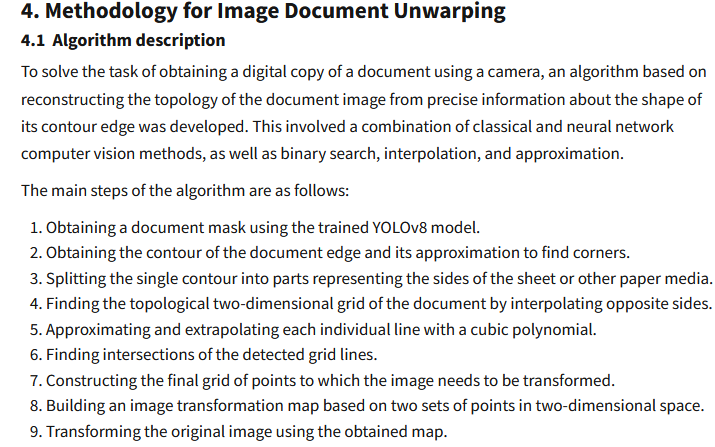 4. Methodology for Image Document Unwarping
4.1 Algorithm description
To solve the task of obtaining a digital copy of a document using a camera, an algorithm based on
reconstructing the topology of the document image from precise information about the shape of
its contour edge was developed. This involved a combination of classical and neural network
computer vision methods, as well as binary search, interpolation, and approximation.
The main steps of the algorithm are as follows:
1. Obtaining a document mask using the trained YOLOv8 model.
2. Obtaining the contour of the document edge and its approximation to find corners.
3. Splitting the single contour into parts representing the sides of the sheet or other paper media.
4. Finding the topological two-dimensional grid of the document by interpolating opposite sides.
5. Approximating and extrapolating each individual line with a cubic polynomial.
6. Finding intersections of the detected grid lines.
7. Constructing the final grid of points to which the image needs to be transformed.
8. Building an image transformation map based on two sets of points in two-dimensional space.
9. Transforming the original image using the obtained map.